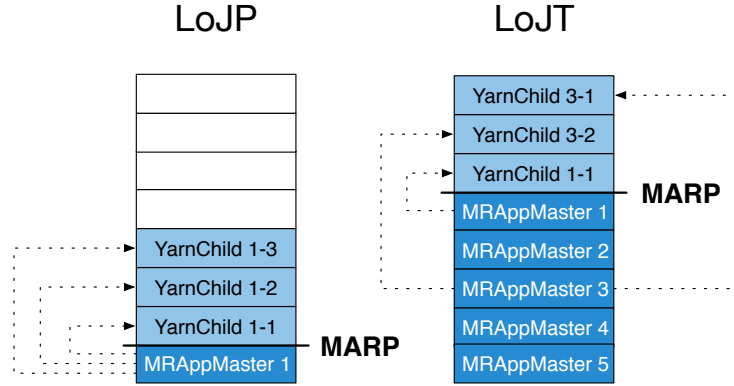 LoJP
YarnChild 1-3
YarnChild 1-2
YarnChild 1-1
MARP
MRAppMaster 1
LoJT
YarnChild 3-1
YarnChild 3-2
YarnChild 1-1
MARP
MRAppMaster 1
MRAppMaster 2
MRAppMaster 3
MRAppMaster 4
MRAppMaster 5